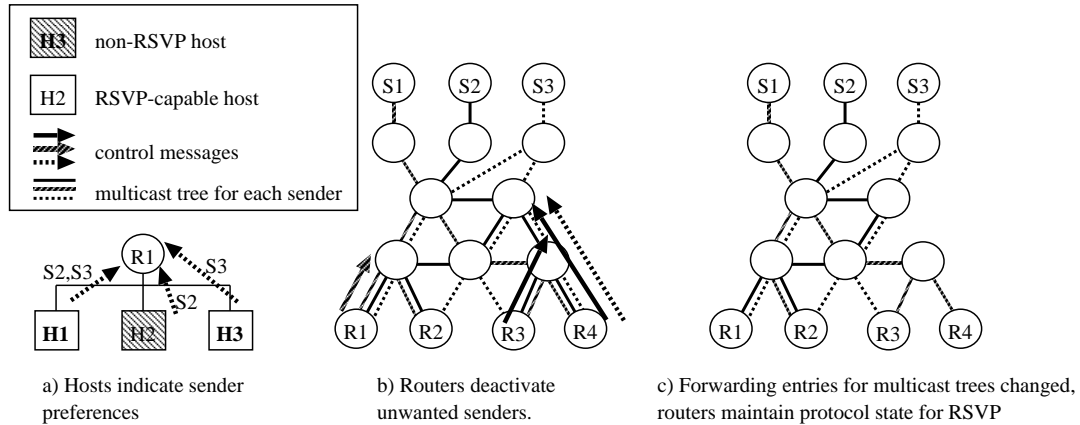 H3 non-RSVP host
H2 RSVP-capable host
control messages
multicast tree for each sender
R1
S2,S3
S3
S2
H1 H2 H3
a) Hosts indicate sender
preferences
S1 S2 S3
R1 R2 R3 R4
b) Routers deactivate
unwanted senders.
S1 S2 S3
R1 R2 R3 R4
c) Forwarding entries for multicast trees changed,
routers maintain protocol state for RSVP